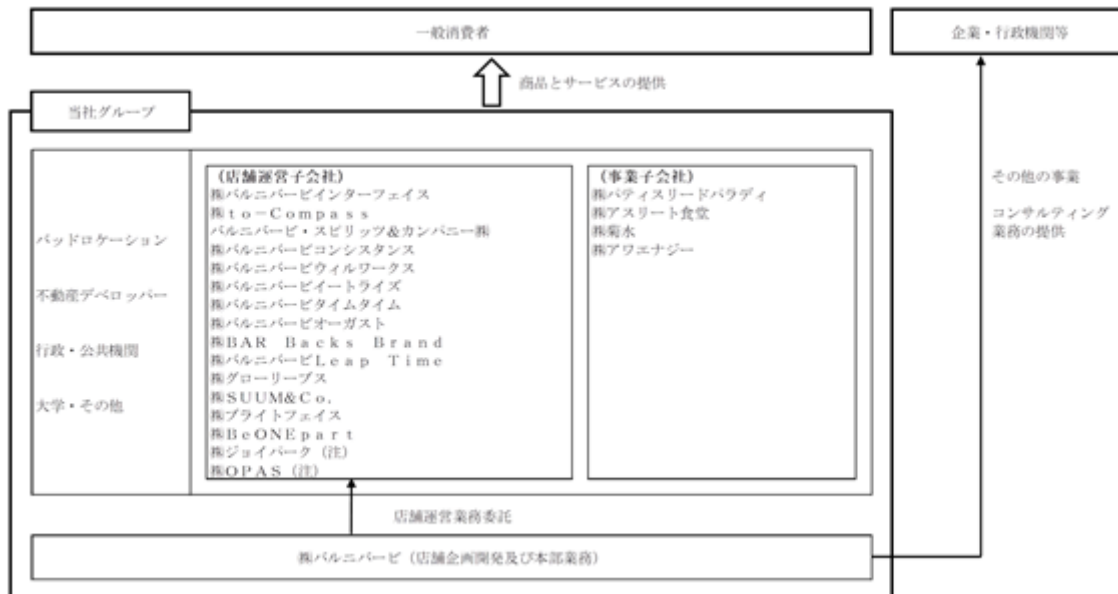 一般消費者
企業・行政機関等
商品とサービスの提供
当社グループ
バッドロケーション
不動産デベロッパー
行政・公共機関
大学・その他
(店舗運営子会社)
㈱バルニバービインターフェイス
㈱ｔｏ－Ｃｏｍｐａｓｓ
バルニバービ・スピリッツ&カンパニー㈱
㈱バルニバービコンシスタンス
㈱バルニバービウィルワークス
㈱バルニバービイートライズ
㈱バルニバービタイムタイム
㈱バルニバービオーガスト
㈱ＢＡＲ　Ｂａｃｋｓ　Ｂｒａｎｄ
㈱バルニバービＬｅａｐ　Ｔｉｍｅ
㈱グローリーブス
㈱ＳＵＵＭ&Ｃｏ.
㈱ブライトフェイス
㈱ＢｅＯＮＥｐａｒｔ
㈱ジョイパーク（注）
㈱ＯＰＡＳ（注）
(事業子会社)
㈱パティスリードパラディ
㈱アスリート食堂
㈱菊水
㈱アワエナジー
その他の事業
コンサルティング
業務の提供
店舗運営業務委託
㈱バルニバービ（店舗企画開発及び本部業務）